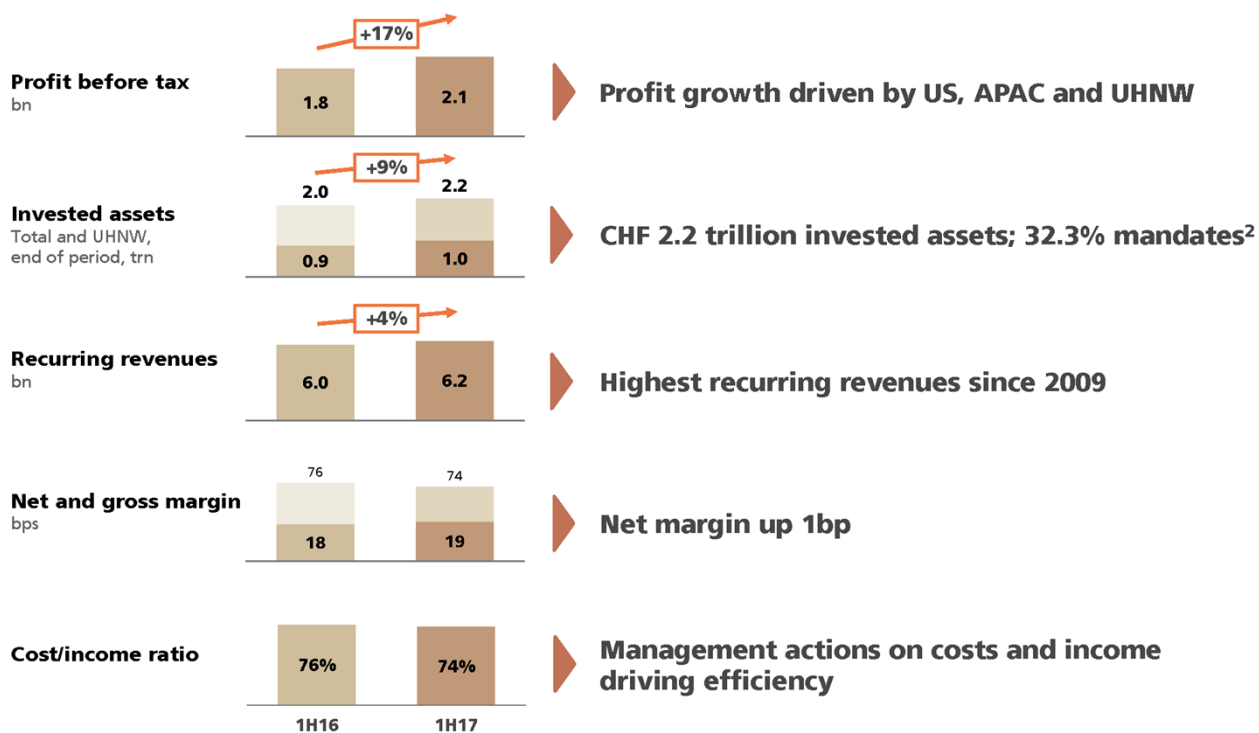 +17%
Profit before tax
bn
1.8
2.1
Profit growth driven by US, APAC and UHNW
+9%
2.0
2.2
Invested assets
Total and UHNW,
end of period, trn
0.9
1.0
CHF 2.2 trillion invested assets; 32.3% mandates²
+4%
Recurring revenues
bn
6.0
6.2
Highest recurring revenues since 2009
76
74
Net and gross margin
bps
18
19
Net margin up 1bp
Cost/income ratio
76%
74%
Management actions on costs and income
driving efficiency
1H16
1H17